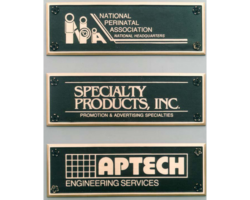 NATIONAL
PERINATAL
ASSOCIATION
NATIONAL HEADQUARTERS
SPECIALTY
PRODUCTS, INC.
PROMOTION & ADVERTISING SPECIALTIES
APTECH
ENGINEERING SERVICES